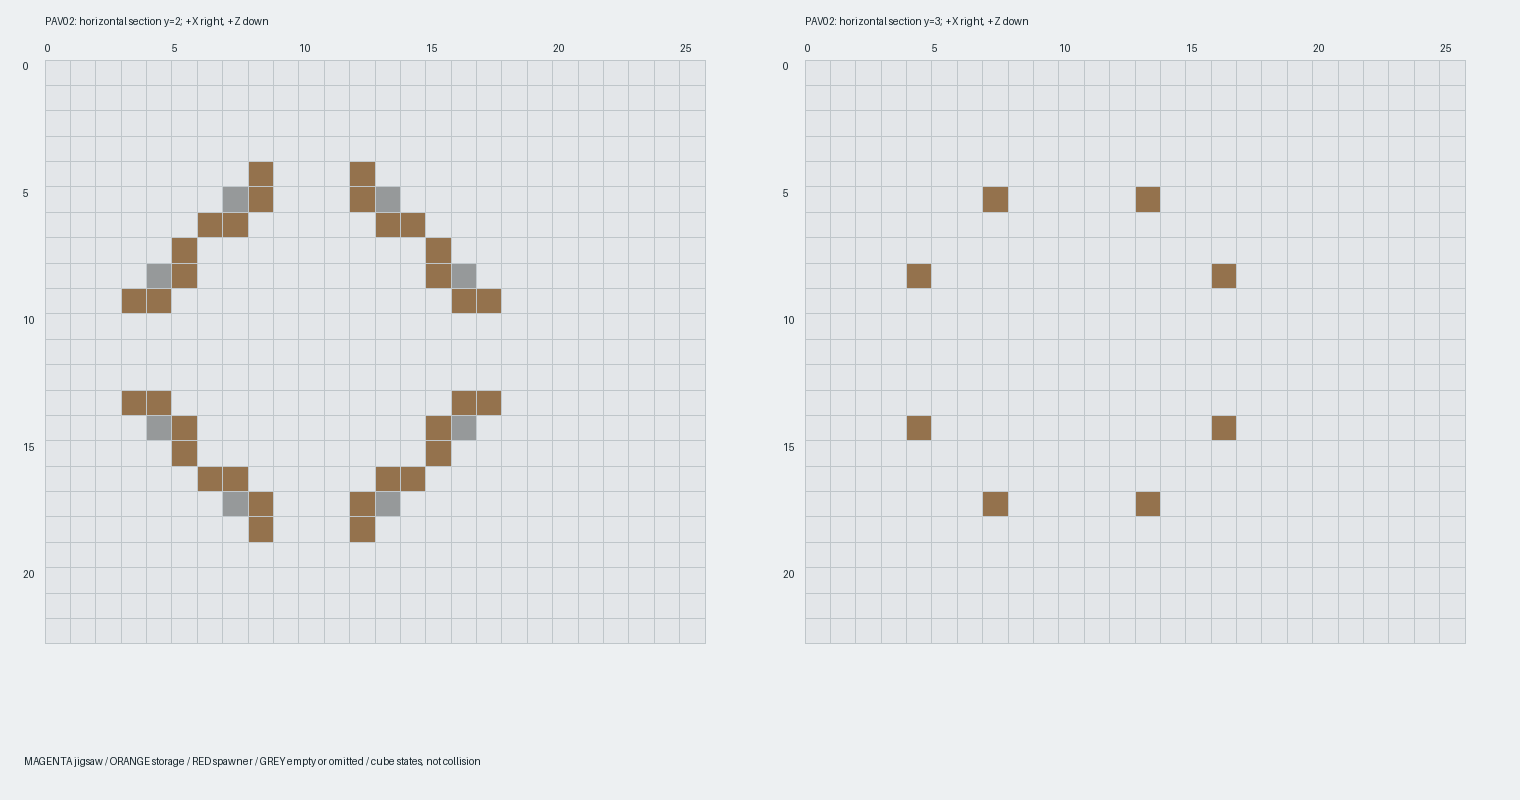 PAV02: horizontal section y=2; +X right, +Z down
0 5 10 15 20 25
0
5
10
15
20
PAV02: horizontal section y=3; +X right, +Z down
0 5 10 15 20 25
0
5
10
15
20
MAGENTA jigsaw / ORANGE storage / RED spawner / GREY empty or omitted / cube states, not collision